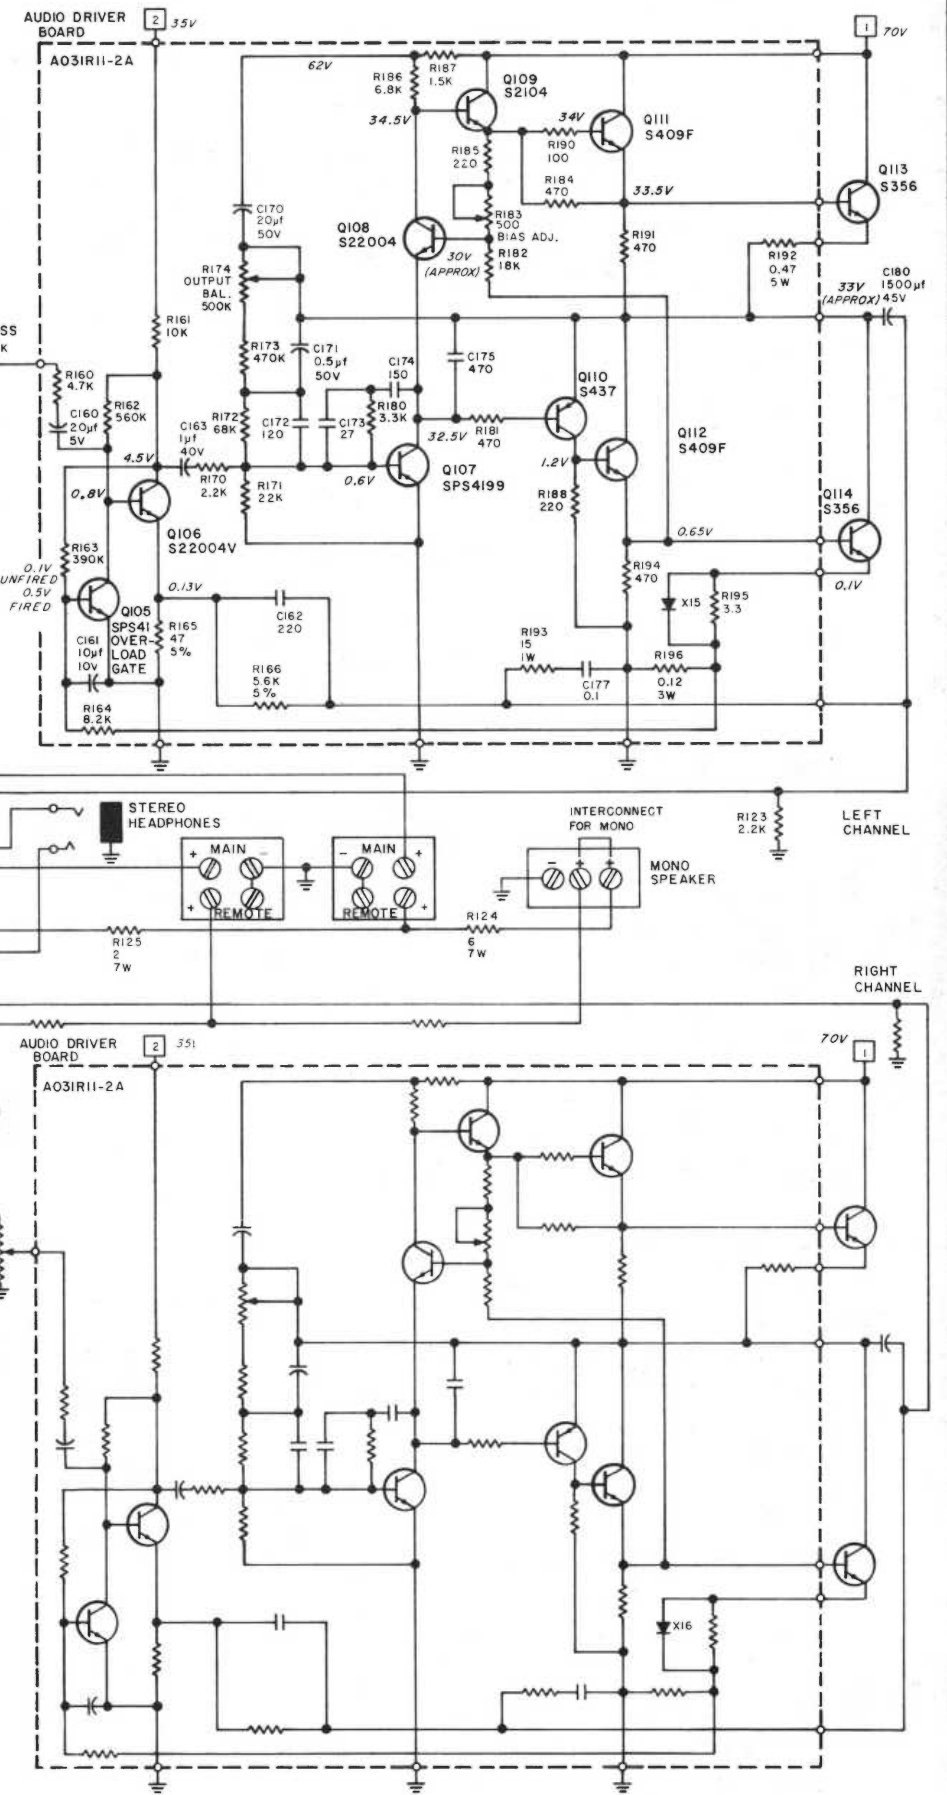 AUDIO DRIVER
BOARD
2
35V
1
70V
A031R11-2A
62V
R186
6.8K
R187
1.5K
Q109
S2104
34.5V
34V
Q111
S409F
R190
100
R185
220
R184
470
33.5V
Q113
S356
C170
20µf
50V
Q108
S22004
R183
500
BIAS ADJ.
30V
(APPROX)
R182
18K
R191
470
R192
0.47
5W
C180
1500µf
45V
33V
(APPROX)
R174
OUTPUT
BAL.
500K
SS
K
R161
10K
R173
470K
C171
0.5µf
50V
C174
150
C175
470
Q110
S437
R160
4.7K
C160
20µf
5V
R162
560K
C163
1µf
40V
R172
68K
C172
120
C173
27
R180
3.3K
32.5V
R181
470
Q112
S409F
4.5V
R170
2.2K
R171
22K
0.6V
Q107
SPS4199
1.2V
R188
220
0.8V
Q106
S22004V
Q114
S356
0.65V
R163
390K
0.1V
UNFIRED
0.5V
FIRED
0.13V
R194
470
X15
R195
3.3
0.1V
Q105
SPS41
OVER-
LOAD
GATE
R165
47
5%
C162
220
C161
10µf
10V
R193
15
1W
R166
5.6K
5%
C177
0.1
R196
0.12
3W
R164
8.2K
STEREO
HEADPHONES
INTERCONNECT
FOR MONO
R123
2.2K
LEFT
CHANNEL
+ MAIN -
- MAIN +
- + +
MONO
SPEAKER
+ REMOTE
REMOTE +
R125
2
7W
R124
6
7W
RIGHT
CHANNEL
AUDIO DRIVER
BOARD
2
70V
1
A031R11-2A
X16